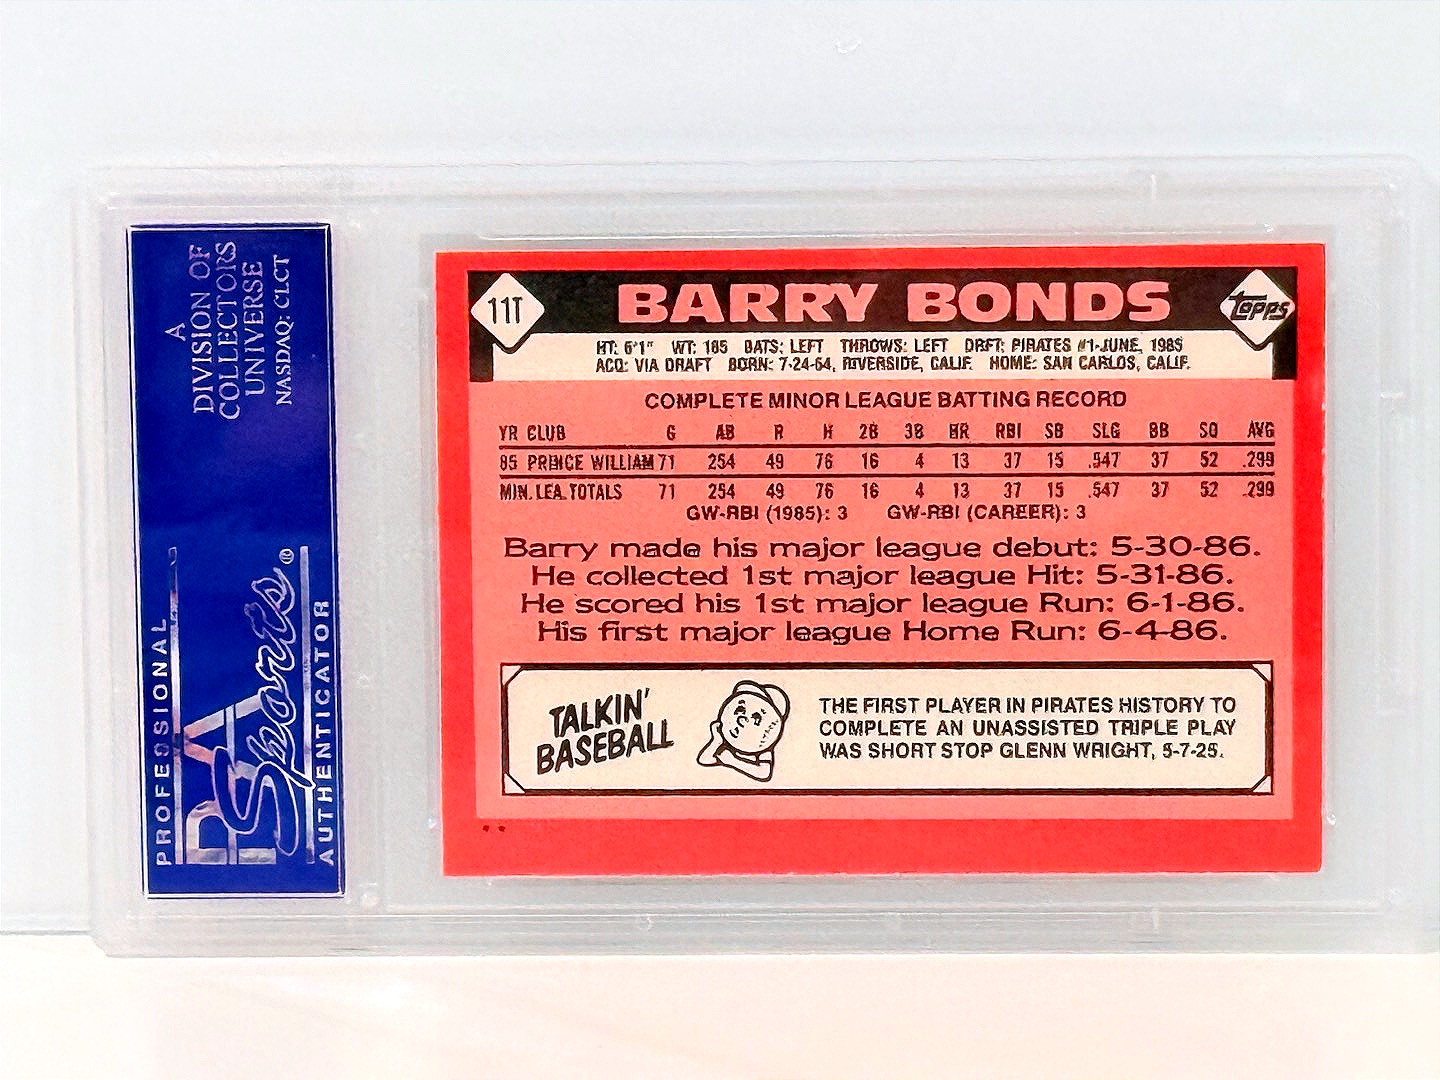 A
DIVISION OF
COLLECTORS
UNIVERSE
NASDAQ: CLCT
PROFESSIONAL
PSA
Sports®
AUTHENTICATOR
11T
BARRY BONDS
topps
HT: 6'1" WT: 185 BATS: LEFT THROWS: LEFT DRFT: PIRATES #1-JUNE, 1985
ACQ: VIA DRAFT BORN: 7-24-64, RIVERSIDE, CALIF. HOME: SAN CARLOS, CALIF.
COMPLETE MINOR LEAGUE BATTING RECORD
YR CLUB G AB R H 2B 3B HR RBI SB SLG BB SO AVG
85 PRINCE WILLIAM 71 254 49 76 16 4 13 37 15 .547 37 52 .299
MIN. LEA. TOTALS 71 254 49 76 16 4 13 37 15 .547 37 52 .299
GW-RBI (1985): 3 GW-RBI (CAREER): 3
Barry made his major league debut: 5-30-86.
He collected 1st major league Hit: 5-31-86.
He scored his 1st major league Run: 6-1-86.
His first major league Home Run: 6-4-86.
TALKIN'
BASEBALL
THE FIRST PLAYER IN PIRATES HISTORY TO
COMPLETE AN UNASSISTED TRIPLE PLAY
WAS SHORT STOP GLENN WRIGHT, 5-7-25.
**